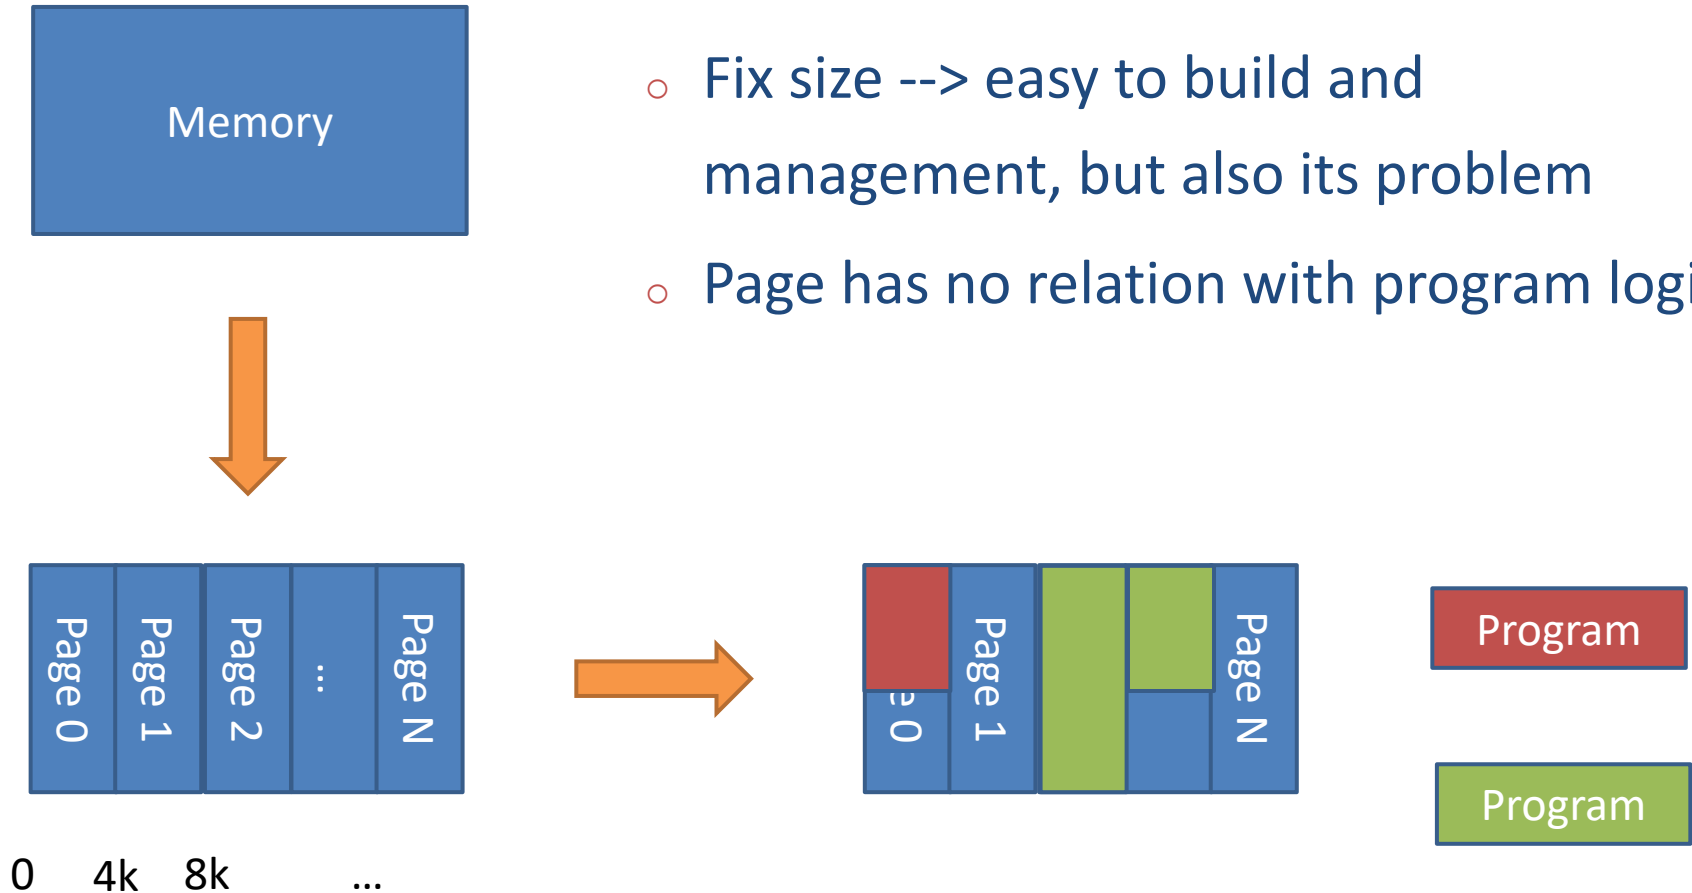 Memory
Fix size --> easy to build and
management, but also its problem
Page has no relation with program logi
Page 0
Page 1
Page 2
...
Page N
e 0
Page 1
Page N
Program
Program
0
4k
8k
...